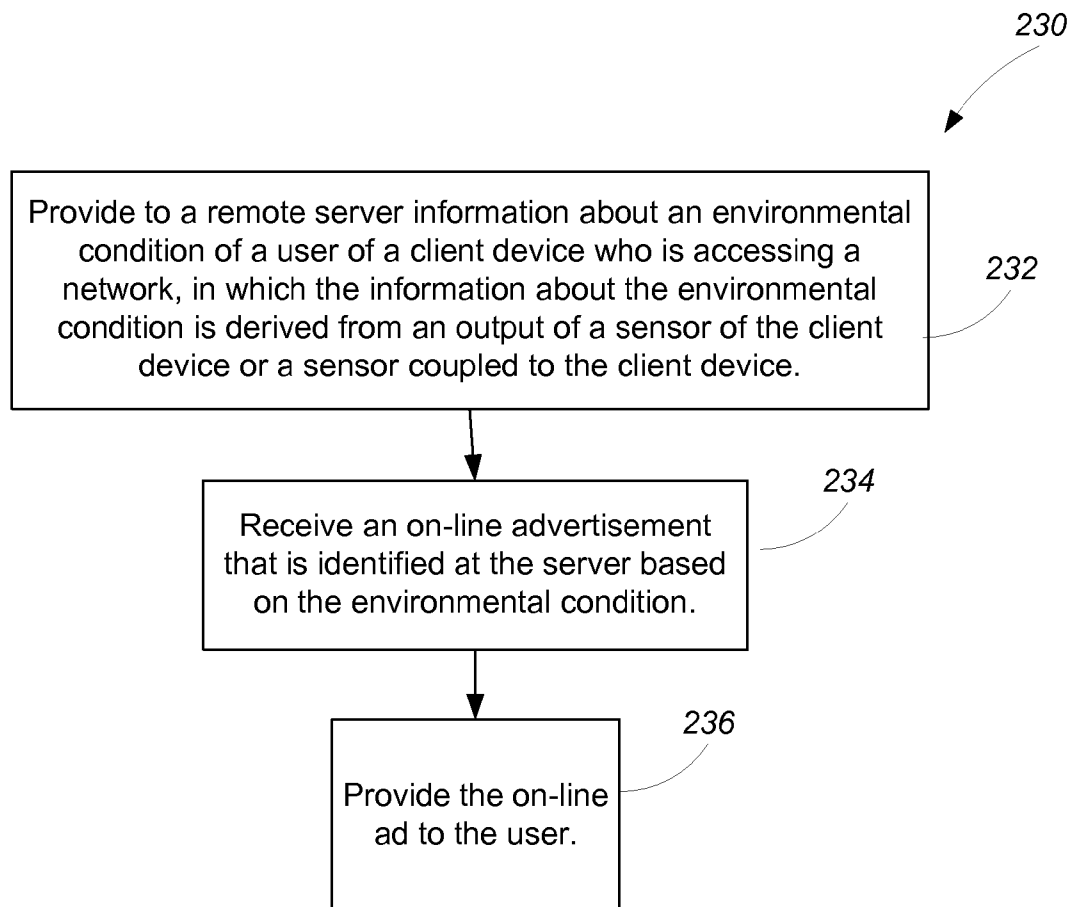 230
Provide to a remote server information about an environmental
condition of a user of a client device who is accessing a
network, in which the information about the environmental
condition is derived from an output of a sensor of the client
device or a sensor coupled to the client device.
232
234
Receive an on-line advertisement
that is identified at the server based
on the environmental condition.
236
Provide the on-line
ad to the user.